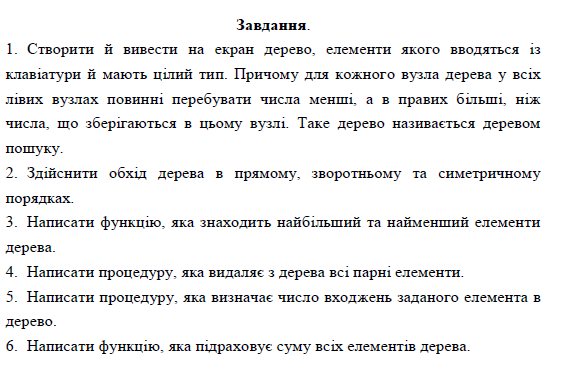 Завдання.
1. Створити й вивести на екран дерево, елементи якого вводяться із
клавіатури й мають цілий тип. Причому для кожного вузла дерева у всіх
лівих вузлах повинні перебувати числа менші, а в правих більші, ніж
числа, що зберігаються в цьому вузлі. Таке дерево називається деревом
пошуку.
2. Здійснити обхід дерева в прямому, зворотньому та симетричному
порядках.
3. Написати функцію, яка знаходить найбільший та найменший елементи
дерева.
4. Написати процедуру, яка видаляє з дерева всі парні елементи.
5. Написати процедуру, яка визначає число входжень заданого елемента в
дерево.
6. Написати функцію, яка підраховує суму всіх елементів дерева.